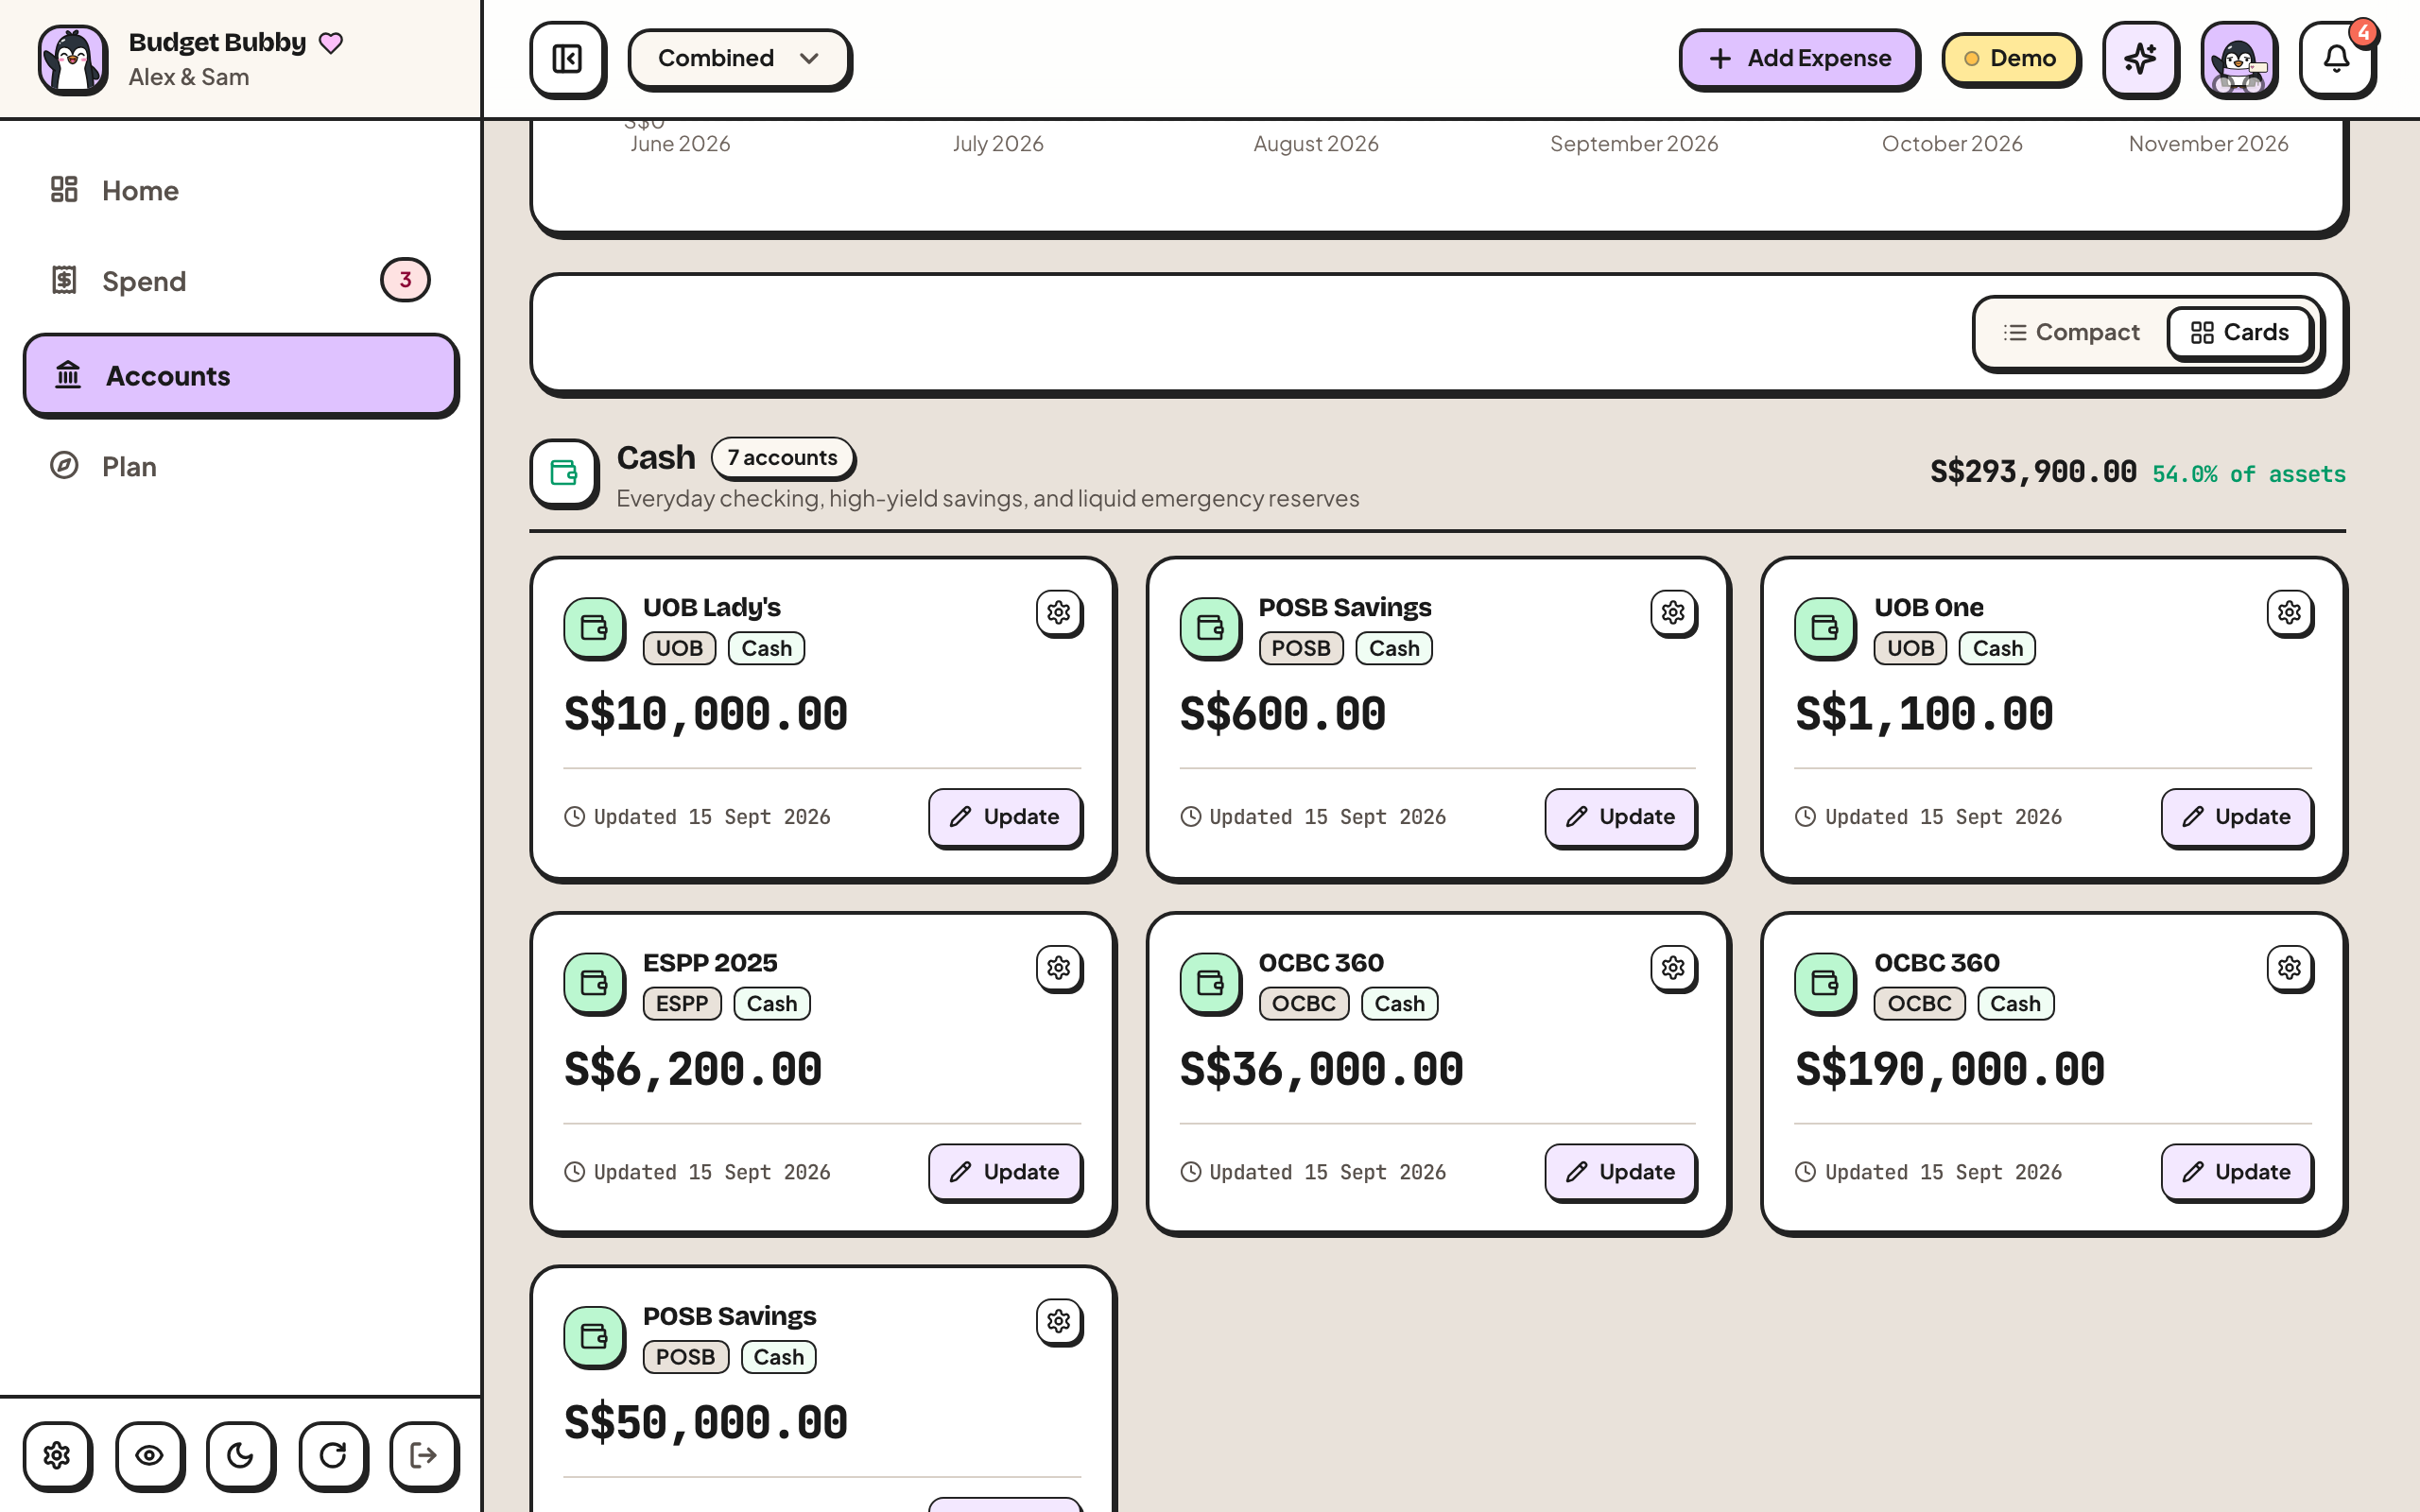 Budget Bubby
Alex & Sam
Combined
Add Expense
Demo
4
Home
Spend
3
Accounts
Plan
S$0
June 2026
July 2026
August 2026
September 2026
October 2026
November 2026
Compact
Cards
Cash
7 accounts
Everyday checking, high-yield savings, and liquid emergency reserves
S$293,900.00
54.0% of assets
UOB Lady's
UOB
Cash
S$10,000.00
Updated 15 Sept 2026
Update
POSB Savings
POSB
Cash
S$600.00
Updated 15 Sept 2026
Update
UOB One
UOB
Cash
S$1,100.00
Updated 15 Sept 2026
Update
ESPP 2025
ESPP
Cash
S$6,200.00
Updated 15 Sept 2026
Update
OCBC 360
OCBC
Cash
S$36,000.00
Updated 15 Sept 2026
Update
OCBC 360
OCBC
Cash
S$190,000.00
Updated 15 Sept 2026
Update
POSB Savings
POSB
Cash
S$50,000.00